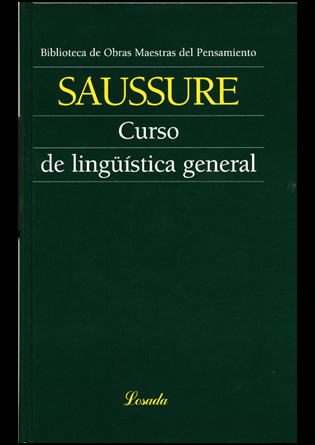 Biblioteca de Obras Maestras del Pensamiento
SAUSSURE
Curso
de lingüística general
Losada